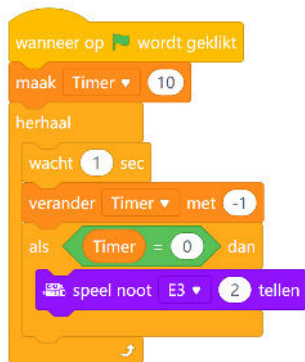 wanneer op wordt geklikt
maak Timer ▾ 10
herhaal
wacht 1 sec
verander Timer ▾ met -1
als Timer = 0 dan
speel noot E3 ▾ 2 tellen